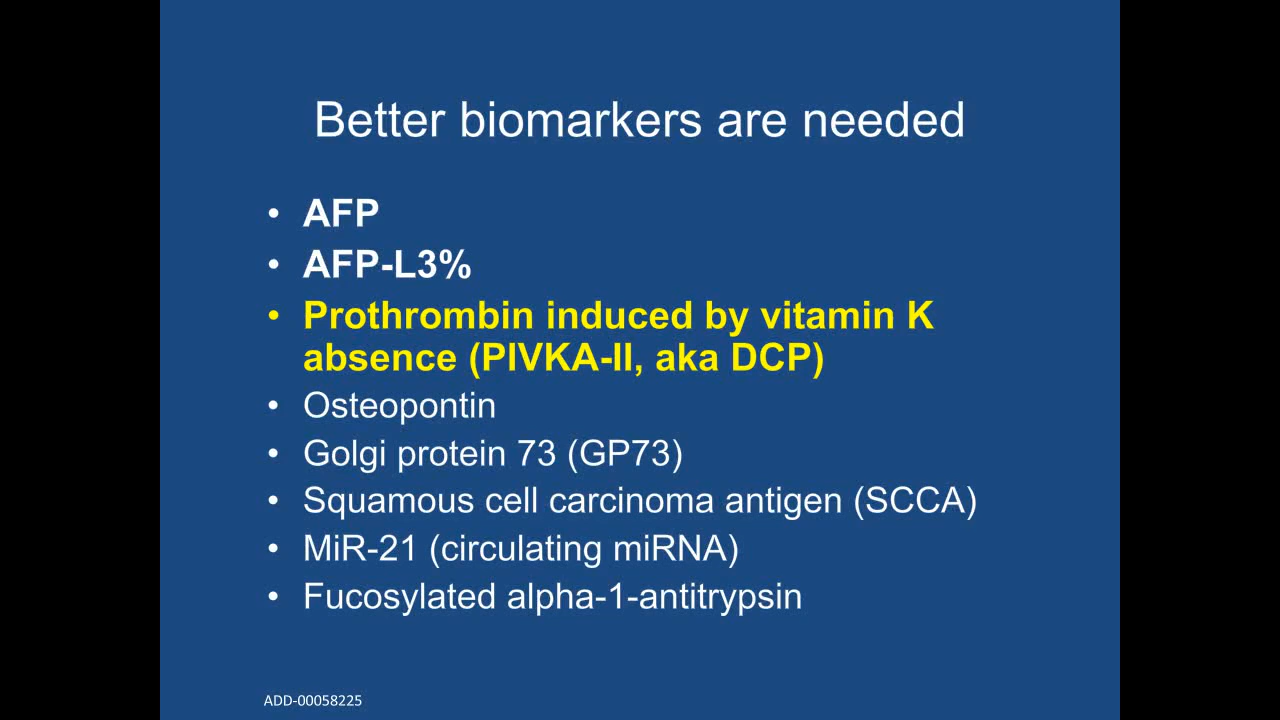 Better biomarkers are needed
• AFP
• AFP-L3%
• Prothrombin induced by vitamin K
absence (PIVKA-II, aka DCP)
• Osteopontin
• Golgi protein 73 (GP73)
• Squamous cell carcinoma antigen (SCCA)
• MiR-21 (circulating miRNA)
• Fucosylated alpha-1-antitrypsin
ADD-00058225